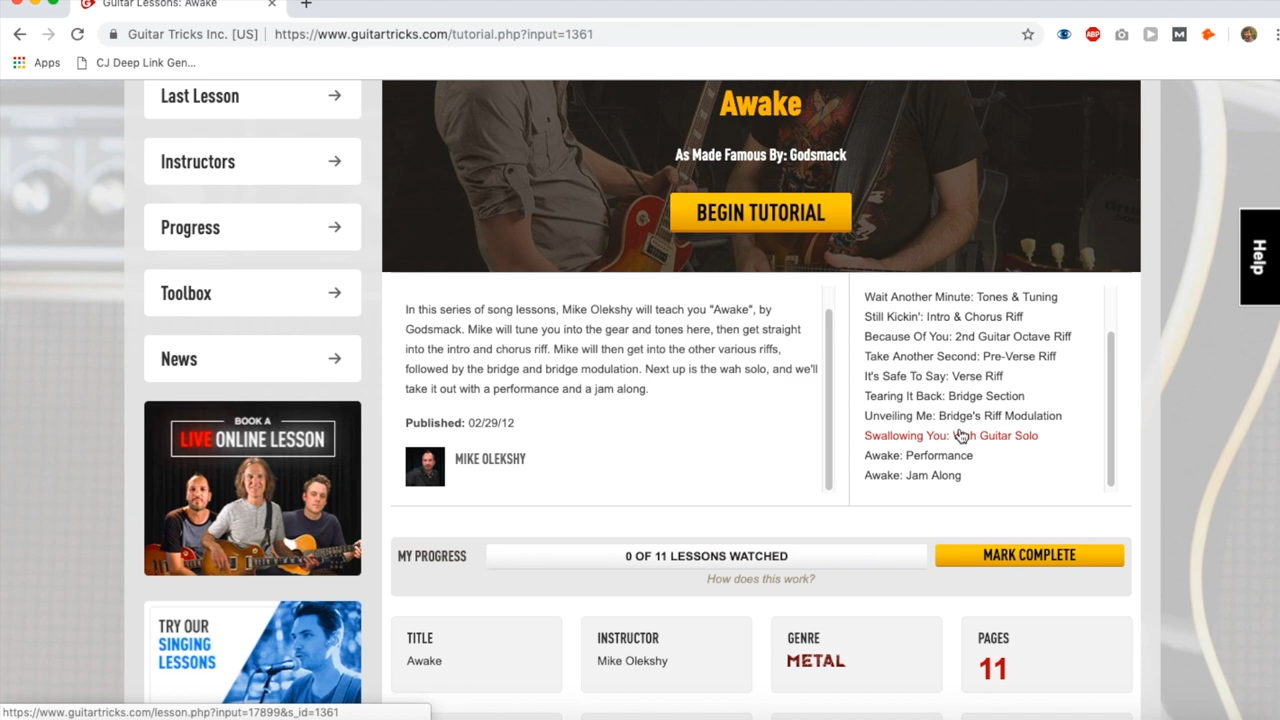 Guitar Lessons: Awake
Guitar Tricks Inc. [US] | https://www.guitartricks.com/tutorial.php?input=1361
ABP
M
Apps
CJ Deep Link Gen...
Last Lesson
Instructors
Progress
Toolbox
News
BOOK A
LIVE ONLINE LESSON
TRY OUR
SINGING
LESSONS
Awake
As Made Famous By: Godsmack
BEGIN TUTORIAL
In this series of song lessons, Mike Olekshy will teach you "Awake", by
Godsmack. Mike will tune you into the gear and tones here, then get straight
into the intro and chorus riff. Mike will then get into the other various riffs,
followed by the bridge and bridge modulation. Next up is the wah solo, and we'll
take it out with a performance and a jam along.
Published: 02/29/12
MIKE OLEKSHY
Wait Another Minute: Tones & Tuning
Still Kickin': Intro & Chorus Riff
Because Of You: 2nd Guitar Octave Riff
Take Another Second: Pre-Verse Riff
It's Safe To Say: Verse Riff
Tearing It Back: Bridge Section
Unveiling Me: Bridge's Riff Modulation
Swallowing You: Wah Guitar Solo
Awake: Performance
Awake: Jam Along
Help
MY PROGRESS
0 OF 11 LESSONS WATCHED
MARK COMPLETE
How does this work?
TITLE
Awake
INSTRUCTOR
Mike Olekshy
GENRE
METAL
PAGES
11
https://www.guitartricks.com/lesson.php?input=17899&s_id=1361